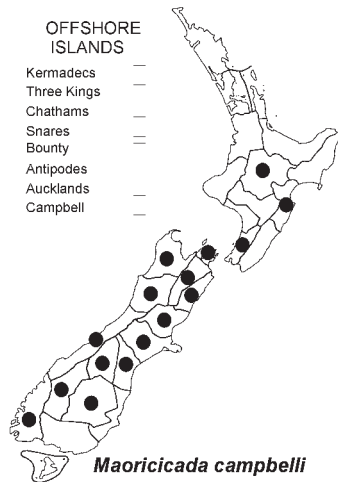 OFFSHORE
ISLANDS
Kermadecs
Three Kings
Chathams
Snares
Bounty
Antipodes
Aucklands
Campbell
Maoricicada campbelli